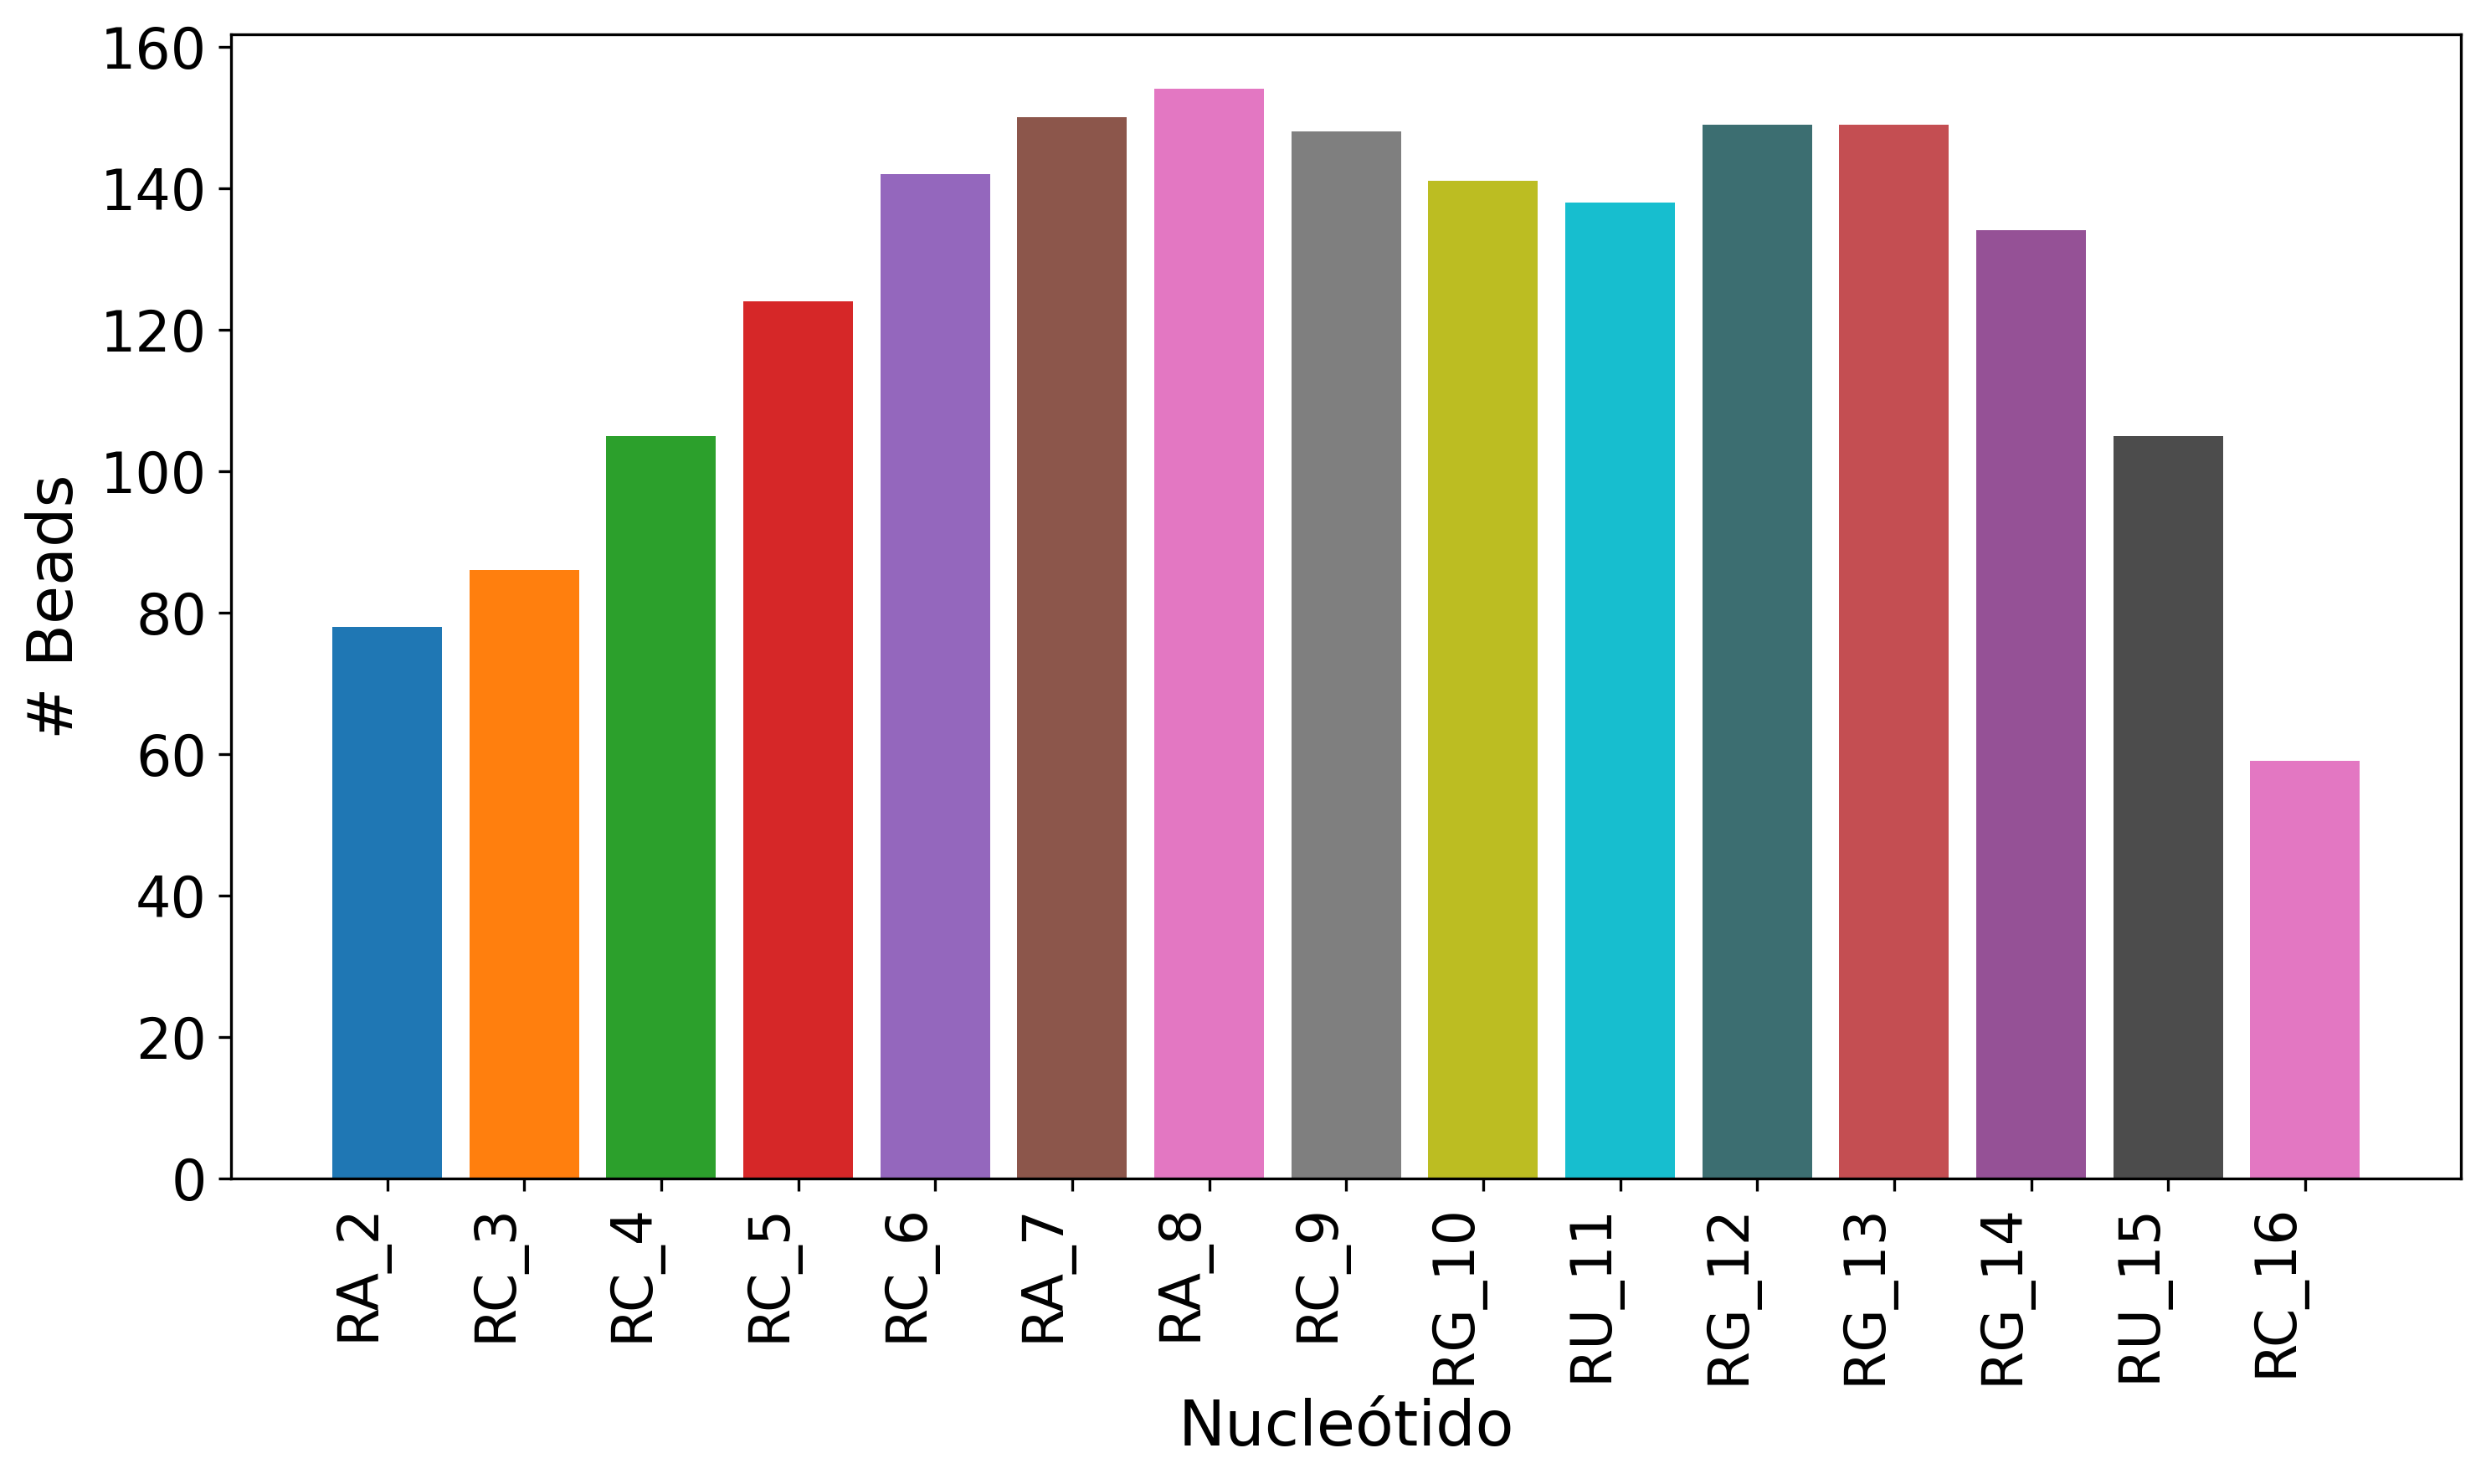 160
140
120
100
80
60
40
20
0
# Beads
RA_2
RC_3
RC_4
RC_5
RC_6
RA_7
RA_8
RC_9
RG_10
RU_11
RG_12
RG_13
RG_14
RU_15
RC_16
Nucleótido